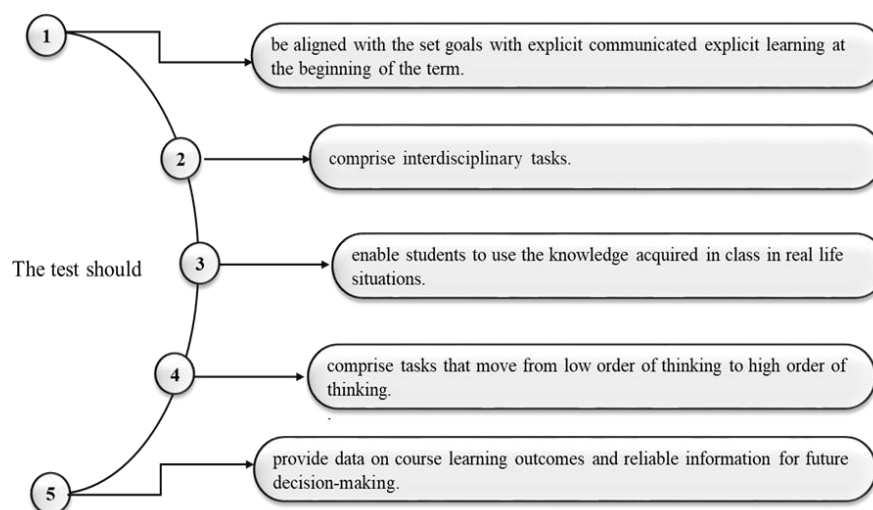 1
be aligned with the set goals with explicit communicated explicit learning at
the beginning of the term.
2
comprise interdisciplinary tasks.
The test should
3
enable students to use the knowledge acquired in class in real life
situations.
4
comprise tasks that move from low order of thinking to high order of
thinking.
.
5
provide data on course learning outcomes and reliable information for future
decision-making.